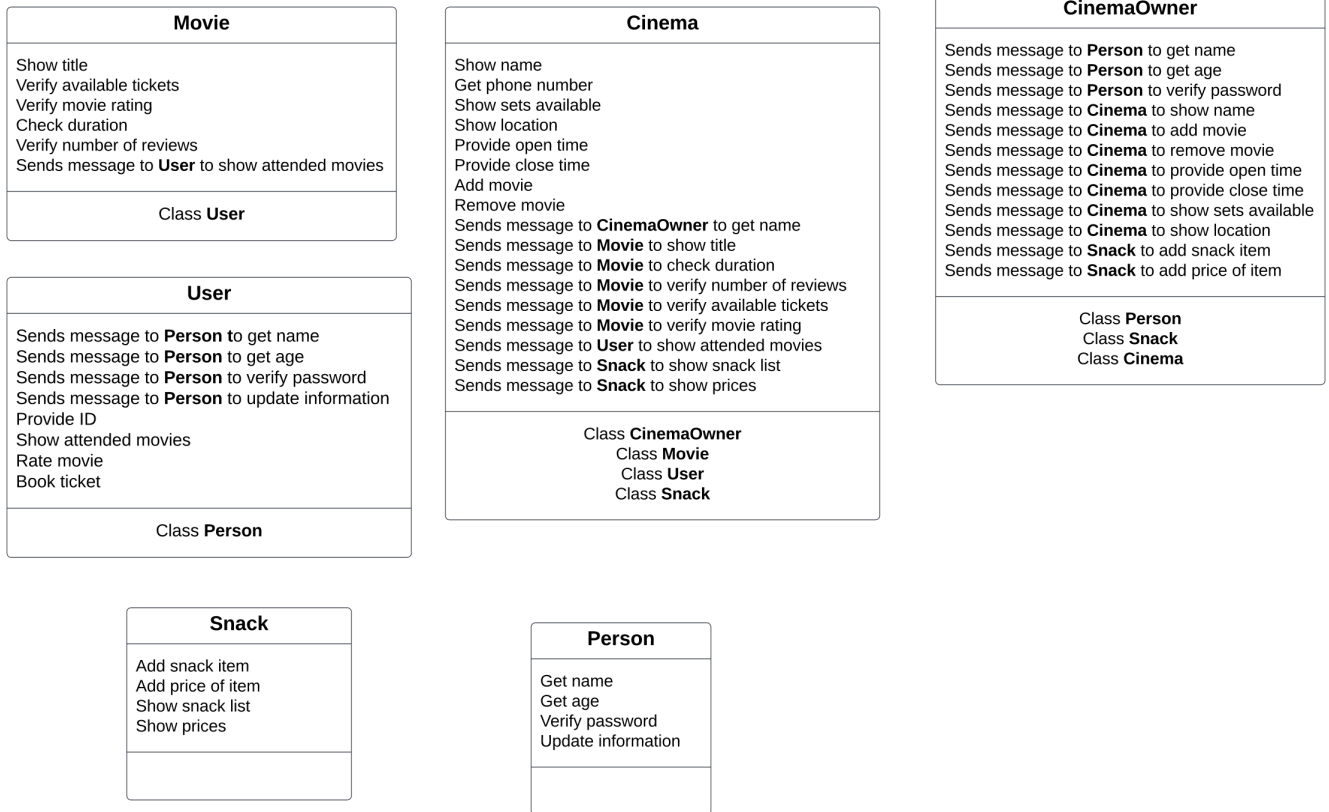 Movie
Show title
Verify available tickets
Verify movie rating
Check duration
Verify number of reviews
Sends message to User to show attended movies
Class User
User
Sends message to Person to get name
Sends message to Person to get age
Sends message to Person to verify password
Sends message to Person to update information
Provide ID
Show attended movies
Rate movie
Book ticket
Class Person
Snack
Add snack item
Add price of item
Show snack list
Show prices
Cinema
Show name
Get phone number
Show sets available
Show location
Provide open time
Provide close time
Add movie
Remove movie
Sends message to CinemaOwner to get name
Sends message to Movie to show title
Sends message to Movie to check duration
Sends message to Movie to verify number of reviews
Sends message to Movie to verify available tickets
Sends message to Movie to verify movie rating
Sends message to User to show attended movies
Sends message to Snack to show snack list
Sends message to Snack to show prices
Class CinemaOwner
Class Movie
Class User
Class Snack
Person
Get name
Get age
Verify password
Update information
CinemaOwner
Sends message to Person to get name
Sends message to Person to get age
Sends message to Person to verify password
Sends message to Cinema to show name
Sends message to Cinema to add movie
Sends message to Cinema to remove movie
Sends message to Cinema to provide open time
Sends message to Cinema to provide close time
Sends message to Cinema to show sets available
Sends message to Cinema to show location
Sends message to Snack to add snack item
Sends message to Snack to add price of item
Class Person
Class Snack
Class Cinema